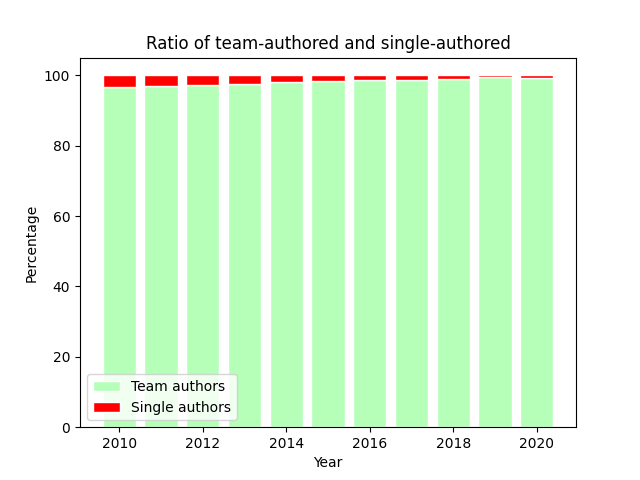 Ratio of team-authored and single-authored
100
80
60
40
20
0
Percentage
Team authors
Single authors
2010 2012 2014 2016 2018 2020
Year